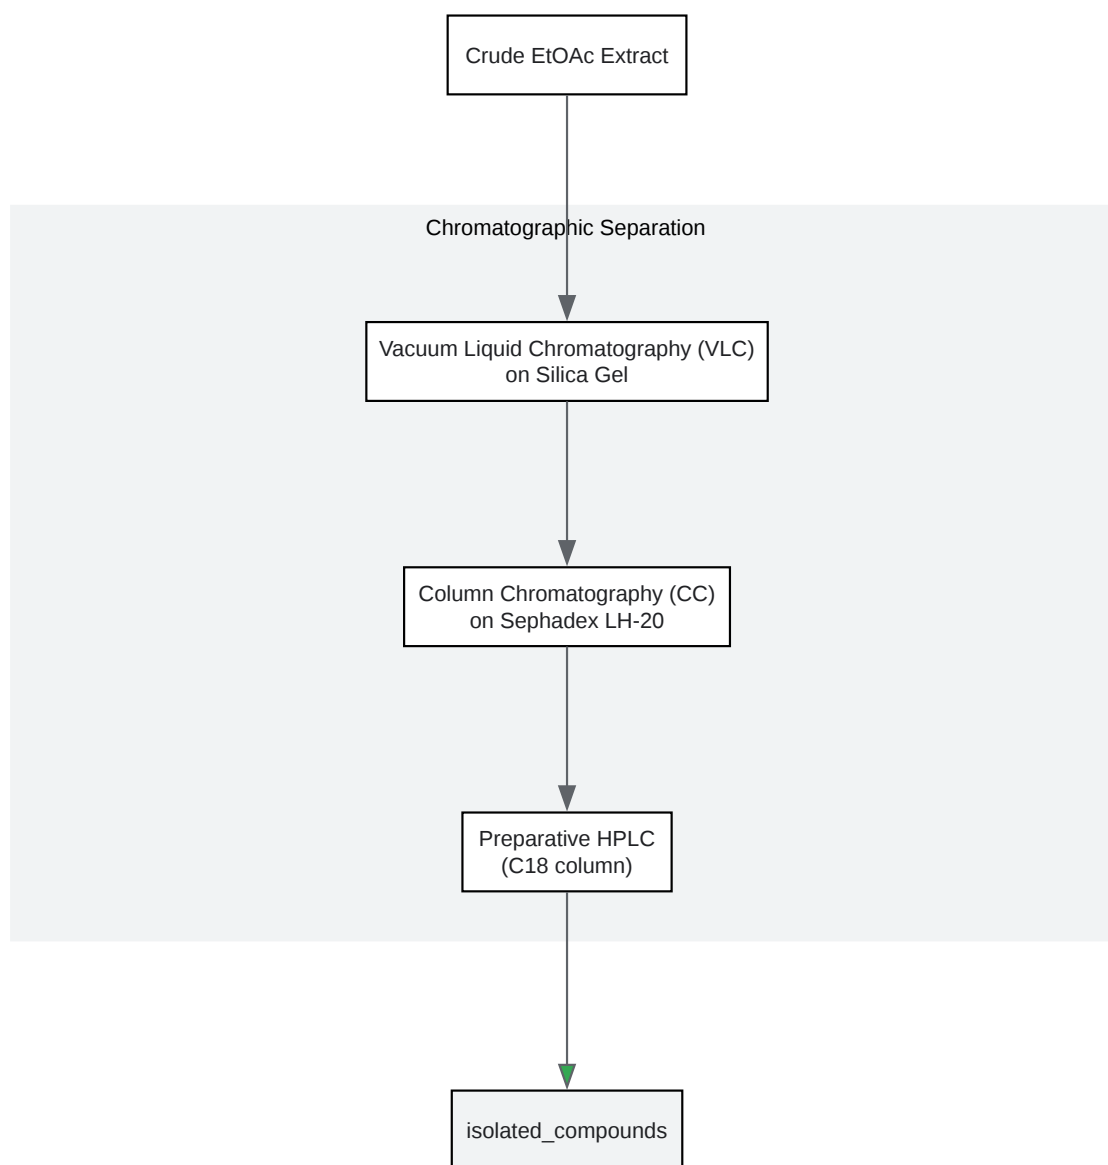 Crude EtOAc Extract
Chromatographic Separation
Vacuum Liquid Chromatography (VLC)
on Silica Gel
Column Chromatography (CC)
on Sephadex LH-20
Preparative HPLC
(C18 column)
isolated_compounds